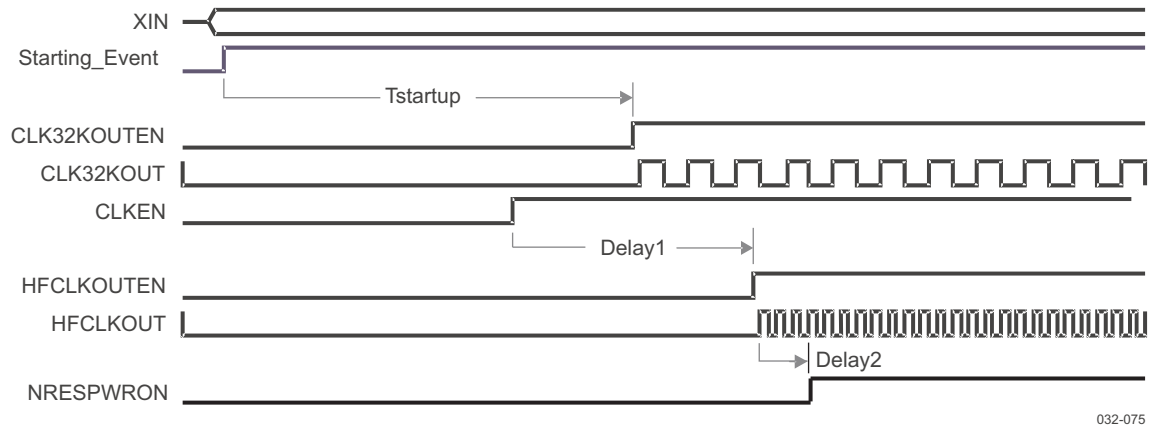 XIN
Starting_Event
Tstartup
CLK32KOUTEN
CLK32KOUT
CLKEN
Delay1
HFCLKOUTEN
HFCLKOUT
Delay2
NRESPWRON
032-075